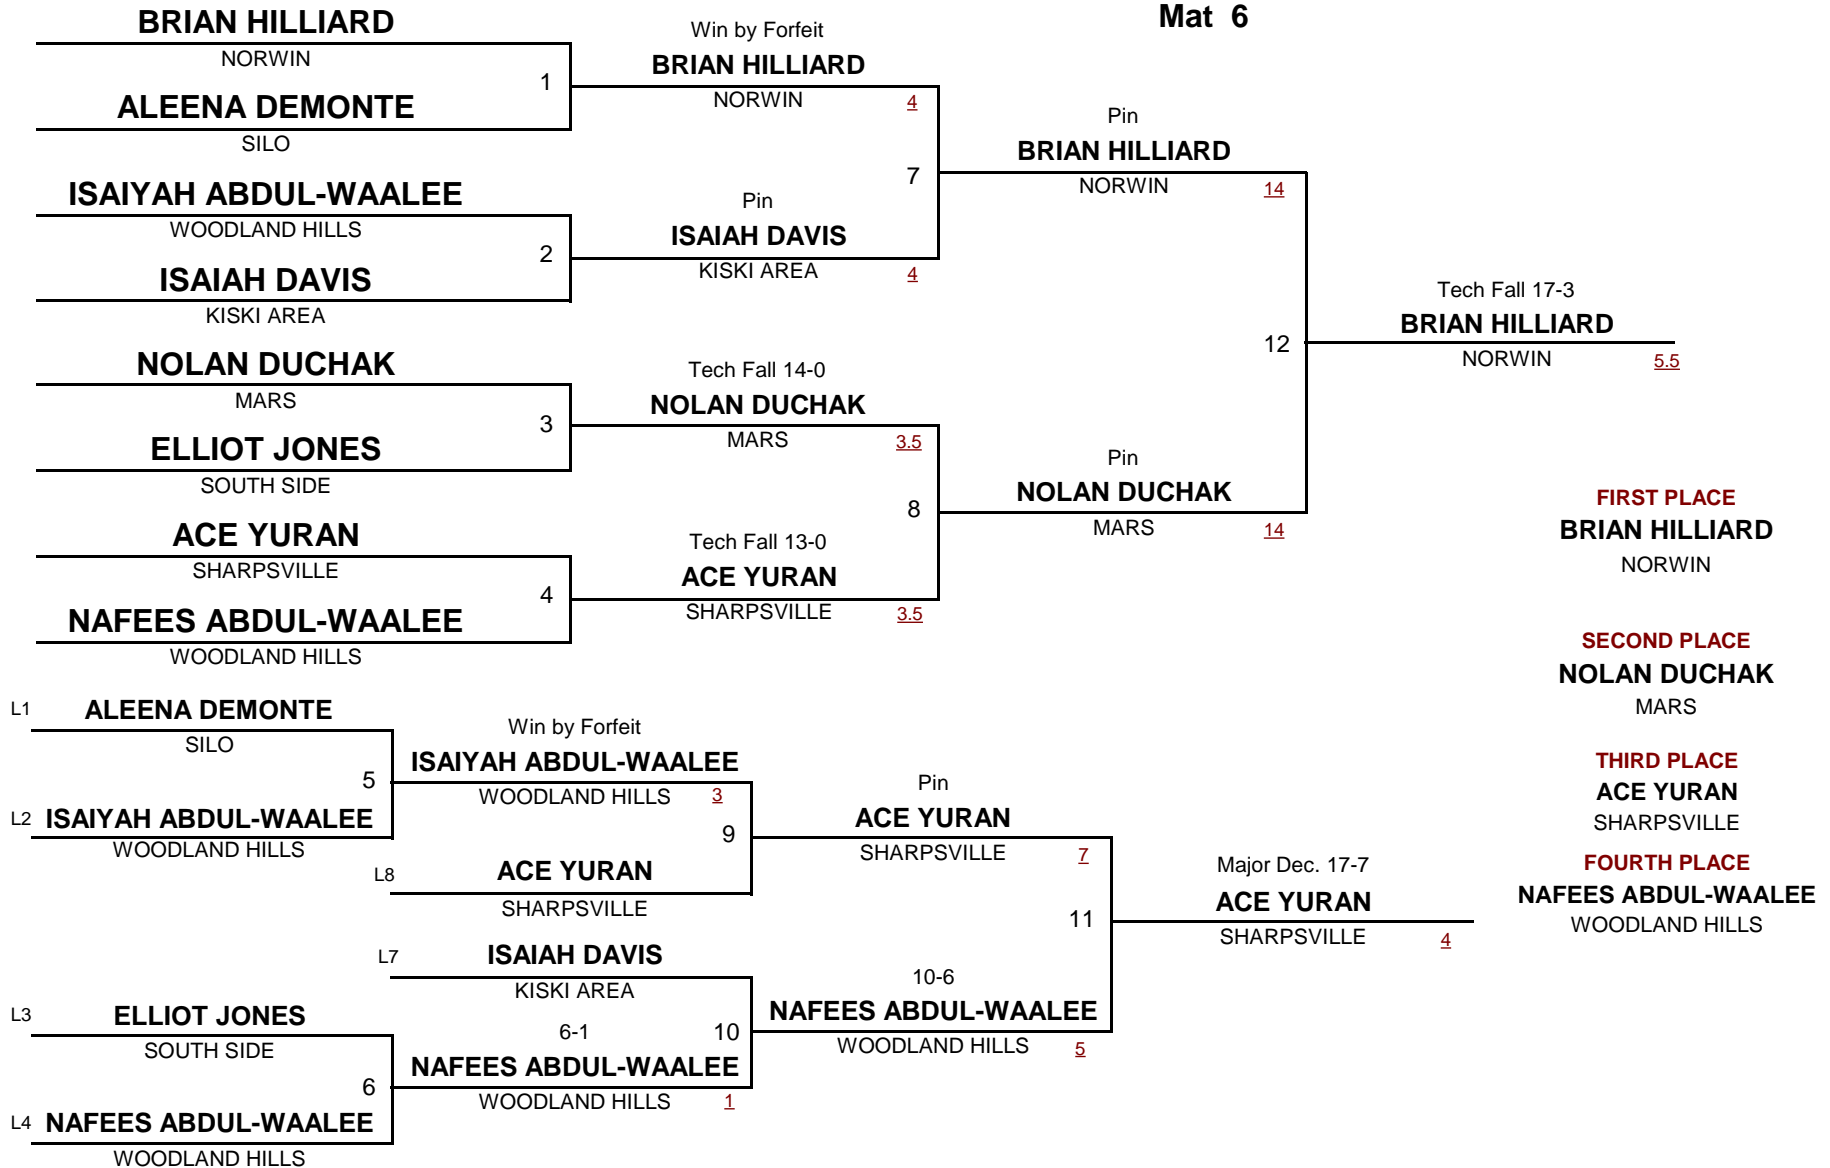 Mat 6
BRIAN HILLIARD
NORWIN
1
ALEENA DEMONTE
SILO
ISAIYAH ABDUL-WAALEE
WOODLAND HILLS
2
ISAIAH DAVIS
KISKI AREA
NOLAN DUCHAK
MARS
3
ELLIOT JONES
SOUTH SIDE
ACE YURAN
SHARPSVILLE
4
NAFEES ABDUL-WAALEE
WOODLAND HILLS
Win by Forfeit
BRIAN HILLIARD
NORWIN 4
7
Pin
ISAIAH DAVIS
KISKI AREA 4
Tech Fall 14-0
NOLAN DUCHAK
MARS 3.5
8
Tech Fall 13-0
ACE YURAN
SHARPSVILLE 3.5
Pin
BRIAN HILLIARD
NORWIN 14
12
Pin
NOLAN DUCHAK
MARS 14
Tech Fall 17-3
BRIAN HILLIARD
NORWIN 5.5
FIRST PLACE
BRIAN HILLIARD
NORWIN
SECOND PLACE
NOLAN DUCHAK
MARS
THIRD PLACE
ACE YURAN
SHARPSVILLE
FOURTH PLACE
NAFEES ABDUL-WAALEE
WOODLAND HILLS
L1 ALEENA DEMONTE
SILO
5
L2 ISAIYAH ABDUL-WAALEE
WOODLAND HILLS
L3 ELLIOT JONES
SOUTH SIDE
6
L4 NAFEES ABDUL-WAALEE
WOODLAND HILLS
Win by Forfeit
ISAIYAH ABDUL-WAALEE
WOODLAND HILLS 3
9
L8 ACE YURAN
SHARPSVILLE
L7 ISAIAH DAVIS
KISKI AREA
6-1 10
NAFEES ABDUL-WAALEE
WOODLAND HILLS 1
Pin
ACE YURAN
SHARPSVILLE 7
11
10-6
NAFEES ABDUL-WAALEE
WOODLAND HILLS 5
Major Dec. 17-7
ACE YURAN
SHARPSVILLE 4